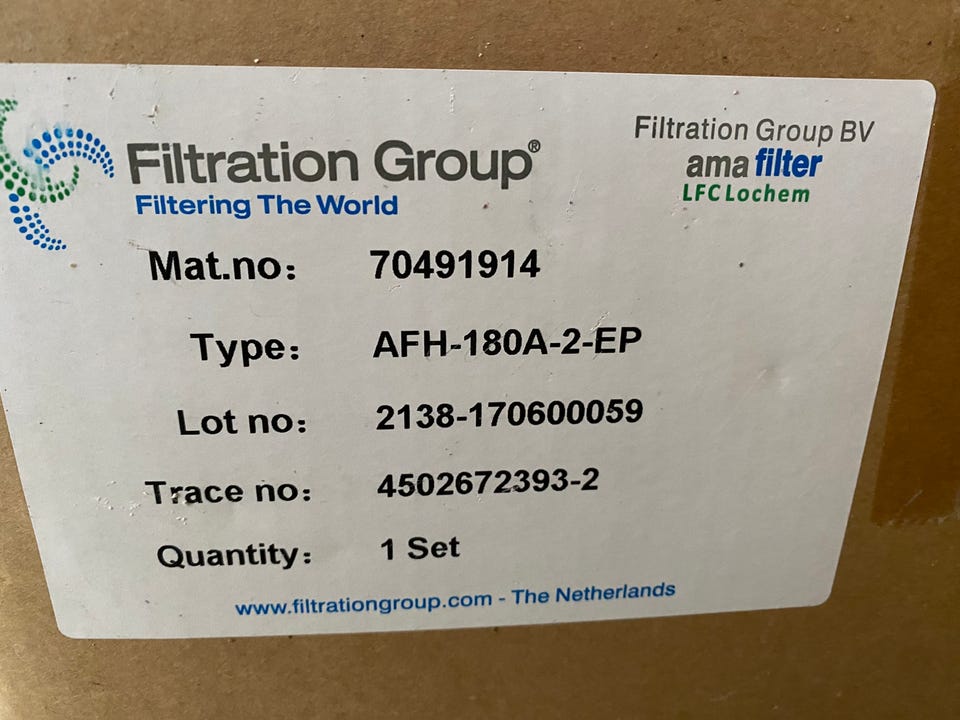 Filtration Group®
Filtering The World
Filtration Group BV
ama filter
LFC Lochem
Mat.no: 70491914
Type: AFH-180A-2-EP
Lot no: 2138-170600059
Trace no: 4502672393-2
Quantity: 1 Set
www.filtrationgroup.com - The Netherlands